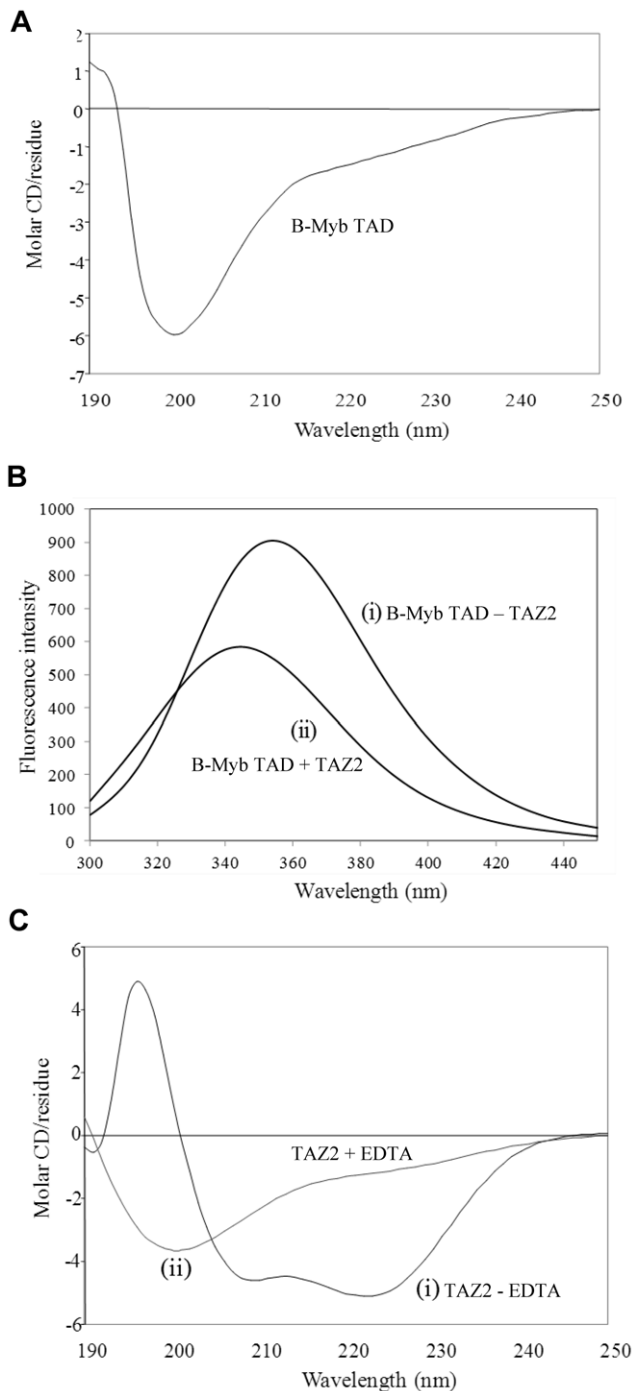 A
2
1
0
-1
-2
-3
-4
-5
-6
-7
Molar CD/residue
B-Myb TAD
190 200 210 220 230 240 250
Wavelength (nm)
B
1000
900
800
700
600
500
400
300
200
100
0
Fluorescence intensity
(i) B-Myb TAD – TAZ2
(ii)
B-Myb TAD + TAZ2
300 320 340 360 380 400 420 440
Wavelength (nm)
C
6
4
2
0
-2
-4
-6
Molar CD/residue
TAZ2 + EDTA
(ii)
(i) TAZ2 - EDTA
190 200 210 220 230 240 250
Wavelength (nm)